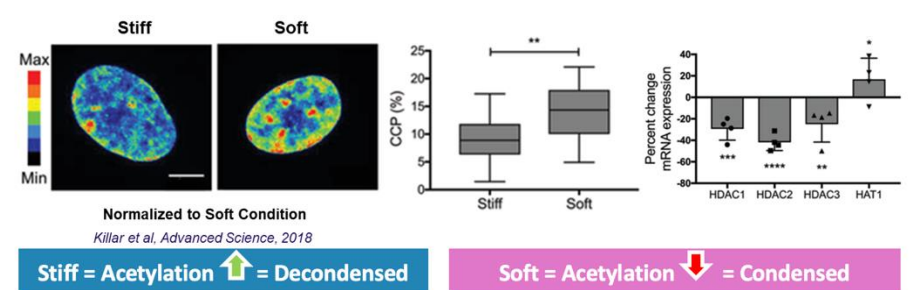 Stiff
Soft
Max
Min
Normalized to Soft Condition
Killar et al, Advanced Science, 2018
**
CCP (%)
25
20
15
10
5
0
Stiff
Soft
Percent change
mRNA expression
40
20
0
-20
-40
-60
-80
***
****
**
*
HDAC1
HDAC2
HDAC3
HAT1
Stiff = Acetylation = Decondensed
Soft = Acetylation = Condensed